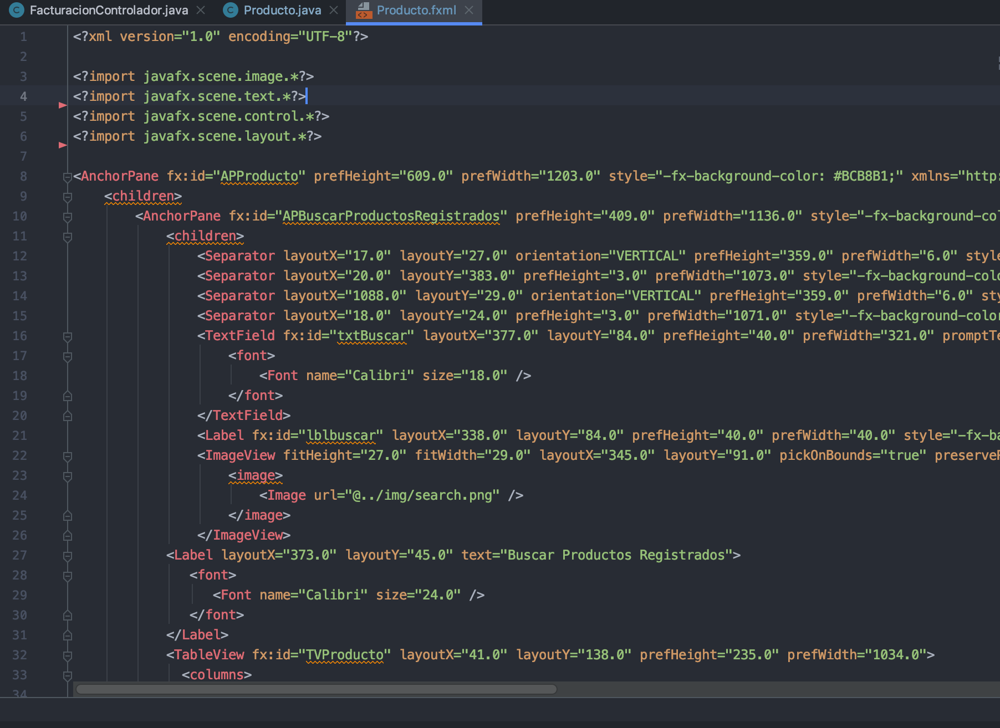 FacturacionControlador.java Producto.java Producto.fxml
1 <?xml version="1.0" encoding="UTF-8"?>
2
3 <?import javafx.scene.image.*?>
4 <?import javafx.scene.text.*?>
5 <?import javafx.scene.control.*?>
6 <?import javafx.scene.layout.*?>
7
8 <AnchorPane fx:id="APProducto" prefHeight="609.0" prefWidth="1203.0" style="-fx-background-color: #BCB8B1;" xmlns="http:
9 <children>
10 <AnchorPane fx:id="APBuscarProductosRegistrados" prefHeight="409.0" prefWidth="1136.0" style="-fx-background-co
11 <children>
12 <Separator layoutX="17.0" layoutY="27.0" orientation="VERTICAL" prefHeight="359.0" prefWidth="6.0" style
13 <Separator layoutX="20.0" layoutY="383.0" prefHeight="3.0" prefWidth="1073.0" style="-fx-background-colo
14 <Separator layoutX="1088.0" layoutY="29.0" orientation="VERTICAL" prefHeight="359.0" prefWidth="6.0" sty
15 <Separator layoutX="18.0" layoutY="24.0" prefHeight="3.0" prefWidth="1071.0" style="-fx-background-color
16 <TextField fx:id="txtBuscar" layoutX="377.0" layoutY="84.0" prefHeight="40.0" prefWidth="321.0" promptTe
17 <font>
18 <Font name="Calibri" size="18.0" />
19 </font>
20 </TextField>
21 <Label fx:id="lblbuscar" layoutX="338.0" layoutY="84.0" prefHeight="40.0" prefWidth="40.0" style="-fx-ba
22 <ImageView fitHeight="27.0" fitWidth="29.0" layoutX="345.0" layoutY="91.0" pickOnBounds="true" preserveR
23 <image>
24 <Image url="@../img/search.png" />
25 </image>
26 </ImageView>
27 <Label layoutX="373.0" layoutY="45.0" text="Buscar Productos Registrados">
28 <font>
29 <Font name="Calibri" size="24.0" />
30 </font>
31 </Label>
32 <TableView fx:id="TVProducto" layoutX="41.0" layoutY="138.0" prefHeight="235.0" prefWidth="1034.0">
33 <columns>
34